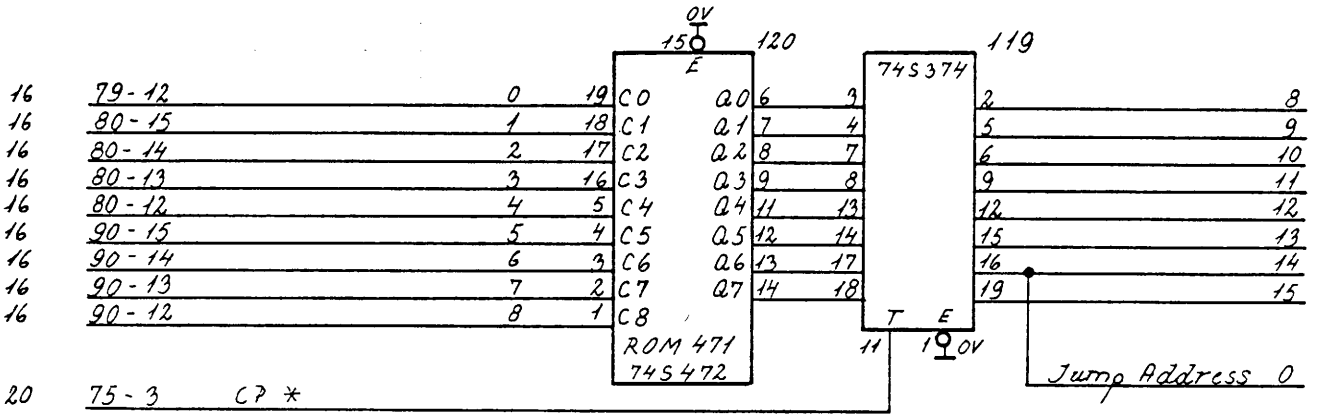 0V
15 120 119
E 74S374
16 79-12 0 19 C0 Q0 6 3 2 8
16 80-15 1 18 C1 Q1 7 4 5 9
16 80-14 2 17 C2 Q2 8 7 6 10
16 80-13 3 16 C3 Q3 9 8 9 11
16 80-12 4 5 C4 Q4 11 13 12 12
16 90-15 5 4 C5 Q5 12 14 15 13
16 90-14 6 3 C6 Q6 13 17 16 14
16 90-13 7 2 C7 Q7 14 18 19 15
16 90-12 8 1 C8
T E
ROM 471 11 1 0V
74S472
Jump Address 0
20 75-3 CP *